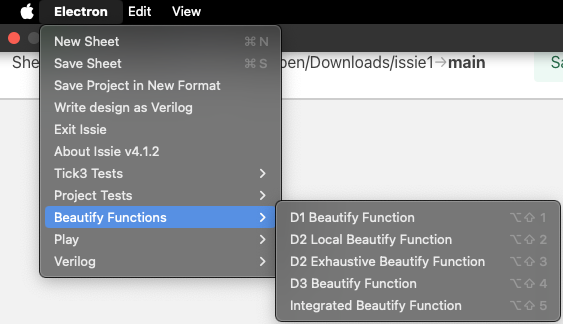 Electron Edit View
New Sheet ⌘ N
She
Save Sheet ⌘ S
pen/Downloads/issie1→main
Sa
Save Project in New Format
Write design as Verilog
Exit Issie
About Issie v4.1.2
Tick3 Tests
Project Tests
Beautify Functions
Play
Verilog
D1 Beautify Function ⌥⇧ 1
D2 Local Beautify Function ⌥⇧ 2
D2 Exhaustive Beautify Function ⌥⇧ 3
D3 Beautify Function ⌥⇧ 4
Integrated Beautify Function ⌥⇧ 5